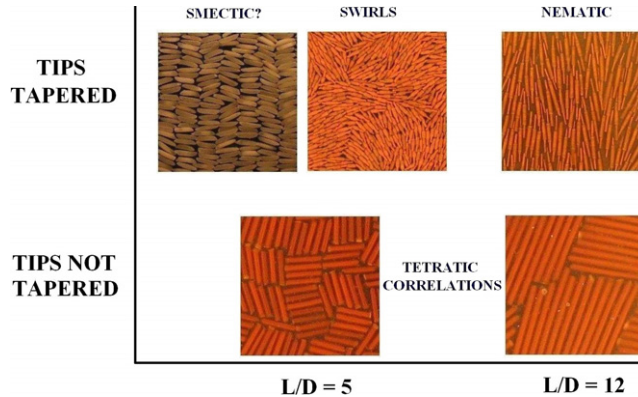 SMECTIC?
SWIRLS
NEMATIC
TIPS
TAPERED
TIPS NOT
TAPERED
TETRATIC
CORRELATIONS
L/D = 5
L/D = 12